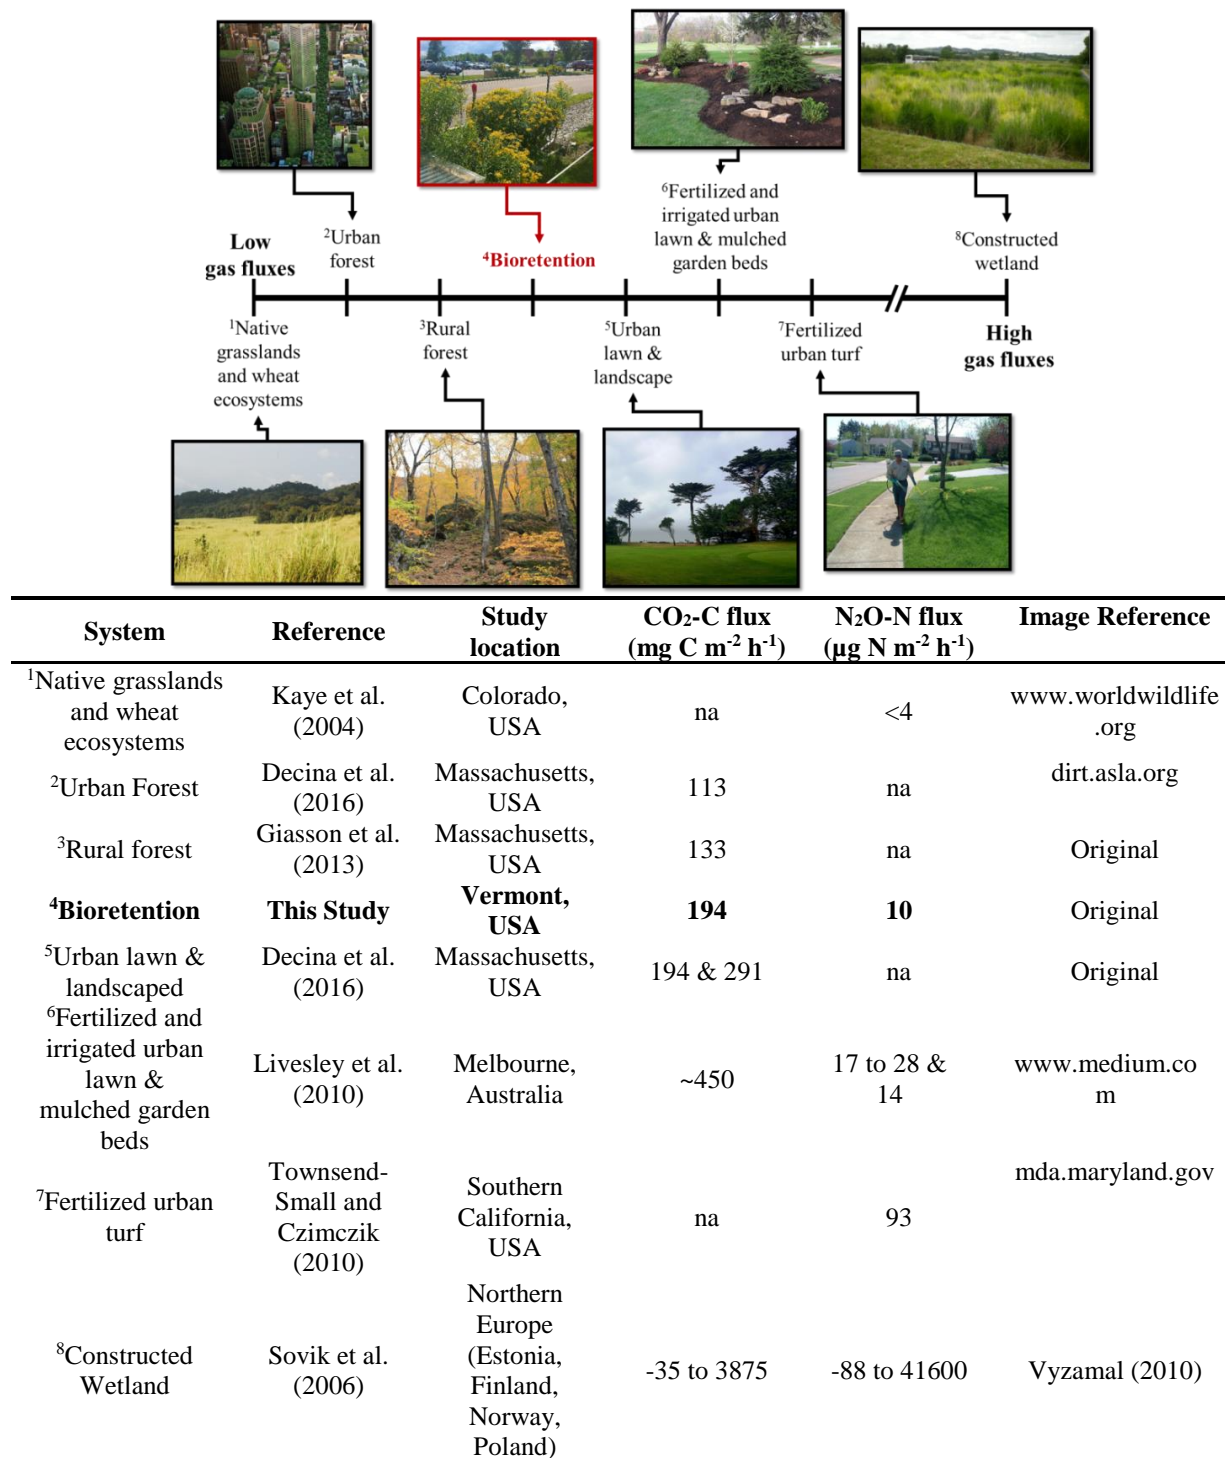 Low
gas fluxes
²Urban
forest
⁴Bioretention
⁶Fertilized and
irrigated urban
lawn & mulched
garden beds
⁸Constructed
wetland
¹Native
grasslands
and wheat
ecosystems
³Rural
forest
⁵Urban
lawn &
landscape
⁷Fertilized
urban turf
High
gas fluxes
System Reference Study location CO₂-C flux (mg C m⁻² h⁻¹) N₂O-N flux (µg N m⁻² h⁻¹) Image Reference
¹Native grasslands and wheat ecosystems Kaye et al. (2004) Colorado, USA na <4 www.worldwildlife.org
²Urban Forest Decina et al. (2016) Massachusetts, USA 113 na dirt.asla.org
³Rural forest Giasson et al. (2013) Massachusetts, USA 133 na Original
⁴Bioretention This Study Vermont, USA 194 10 Original
⁵Urban lawn & landscaped Decina et al. (2016) Massachusetts, USA 194 & 291 na Original
⁶Fertilized and irrigated urban lawn & mulched garden beds Livesley et al. (2010) Melbourne, Australia ~450 17 to 28 & 14 www.medium.com
⁷Fertilized urban turf Townsend-Small and Czimczik (2010) Southern California, USA na 93 mda.maryland.gov
⁸Constructed Wetland Sovik et al. (2006) Northern Europe (Estonia, Finland, Norway, Poland) -35 to 3875 -88 to 41600 Vyzamal (2010)